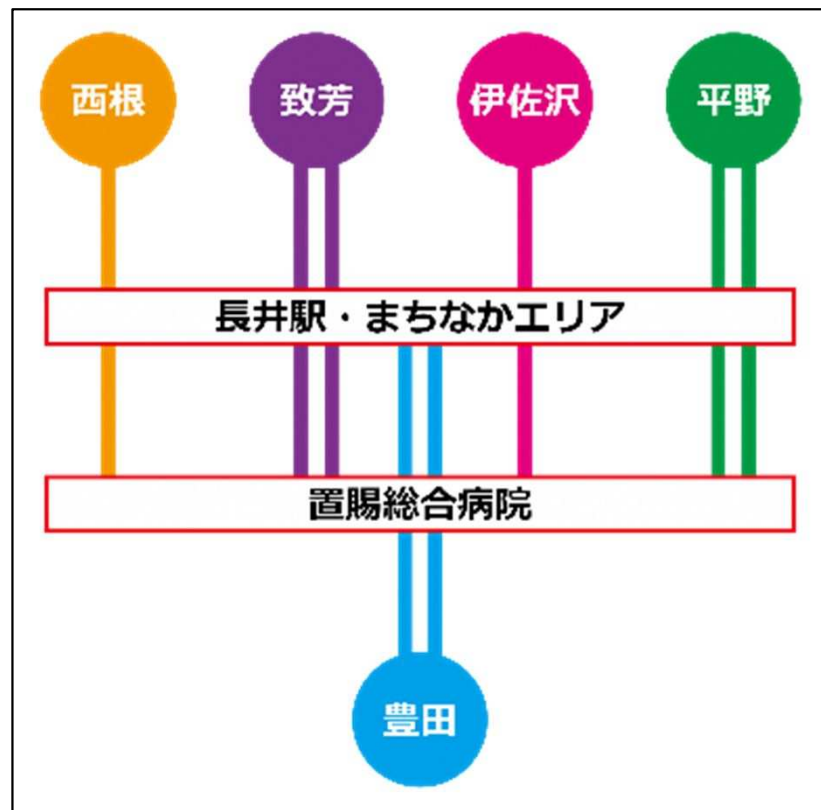 西根
致芳
伊佐沢
平野
長井駅・まちなかエリア
置賜総合病院
豊田